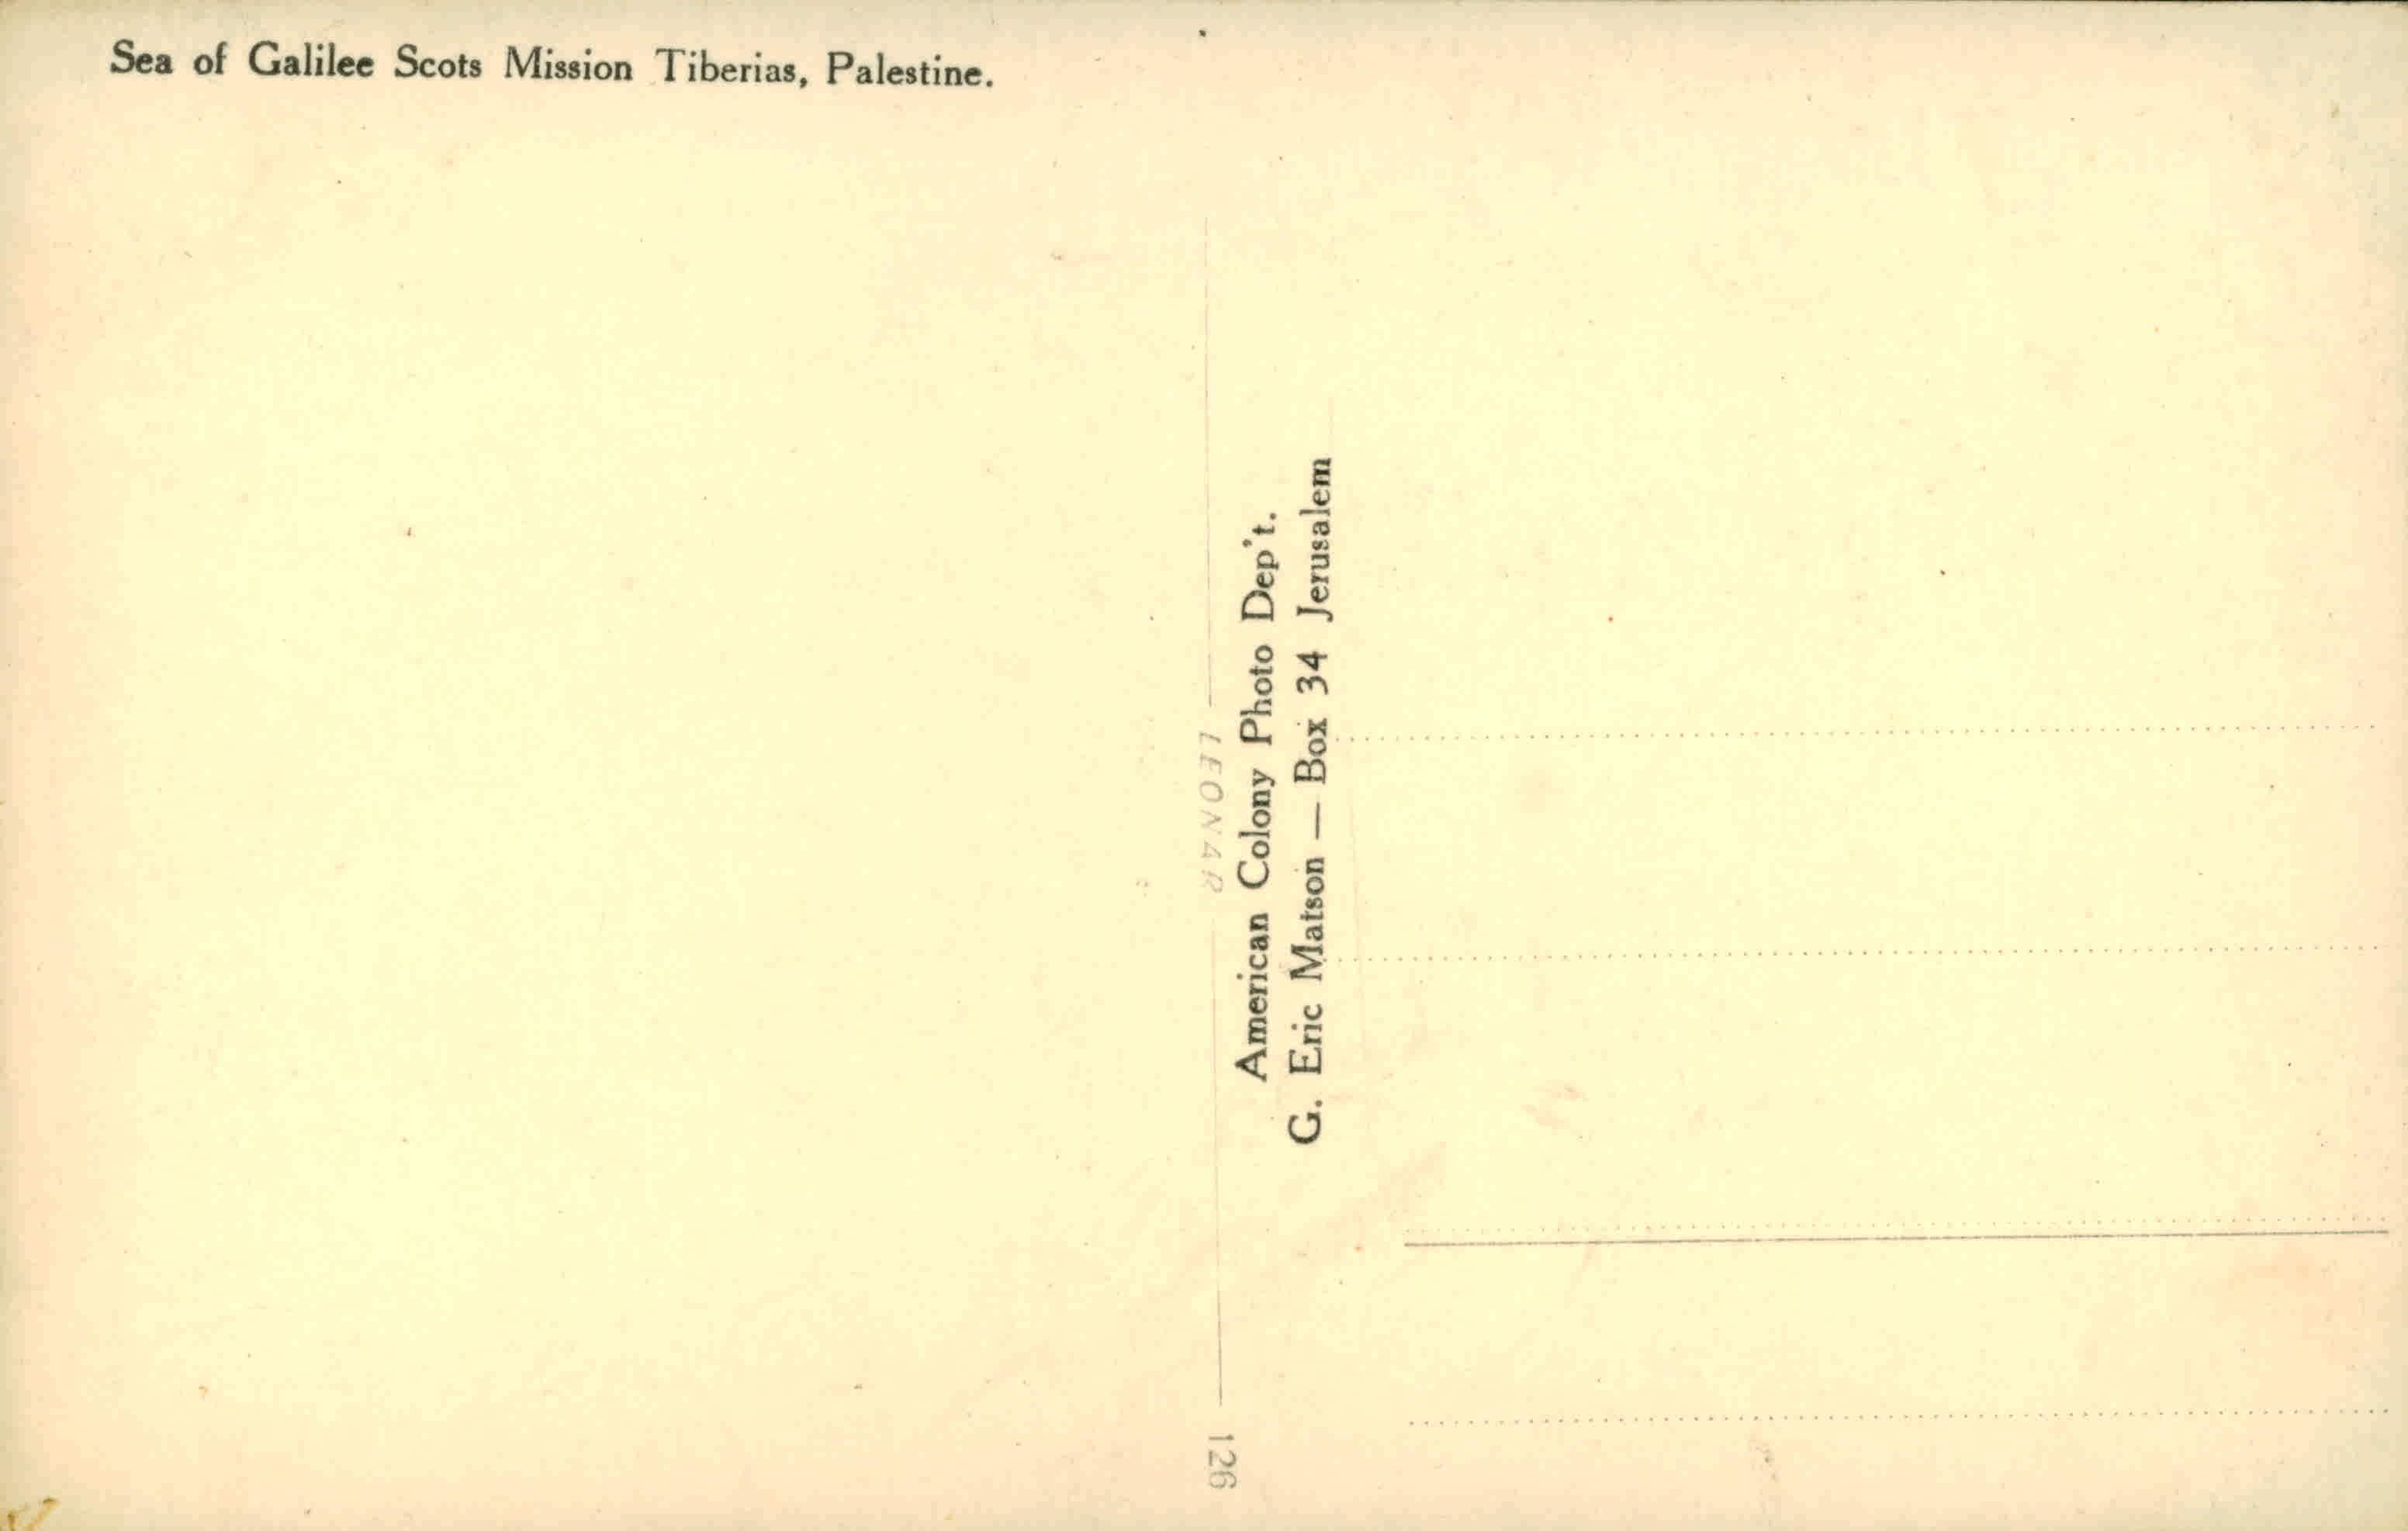 Sea of Galilee Scots Mission Tiberias, Palestine.
LEONAR
American Colony Photo Dep't.
G. Eric Matson — Box 34 Jerusalem
126